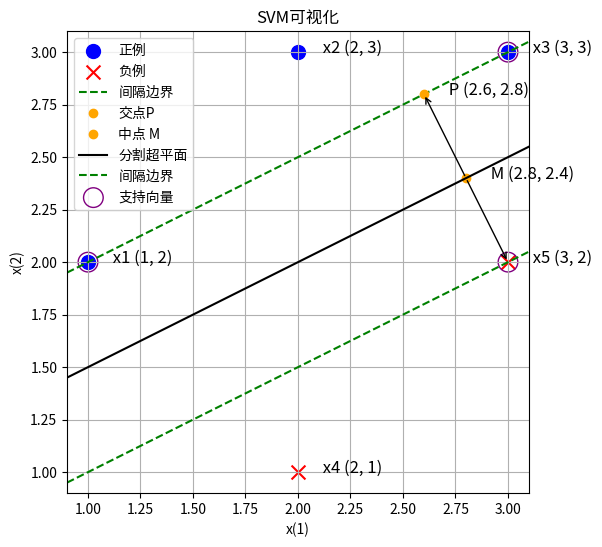 SVM可视化
正例
负例
间隔边界
交点P
中点 M
分割超平面
间隔边界
支持向量
x2 (2, 3)
x3 (3, 3)
P (2.6, 2.8)
M (2.8, 2.4)
x1 (1, 2)
x5 (3, 2)
x4 (2, 1)
x(2)
3.00
2.75
2.50
2.25
2.00
1.75
1.50
1.25
1.00
1.00 1.25 1.50 1.75 2.00 2.25 2.50 2.75 3.00
x(1)